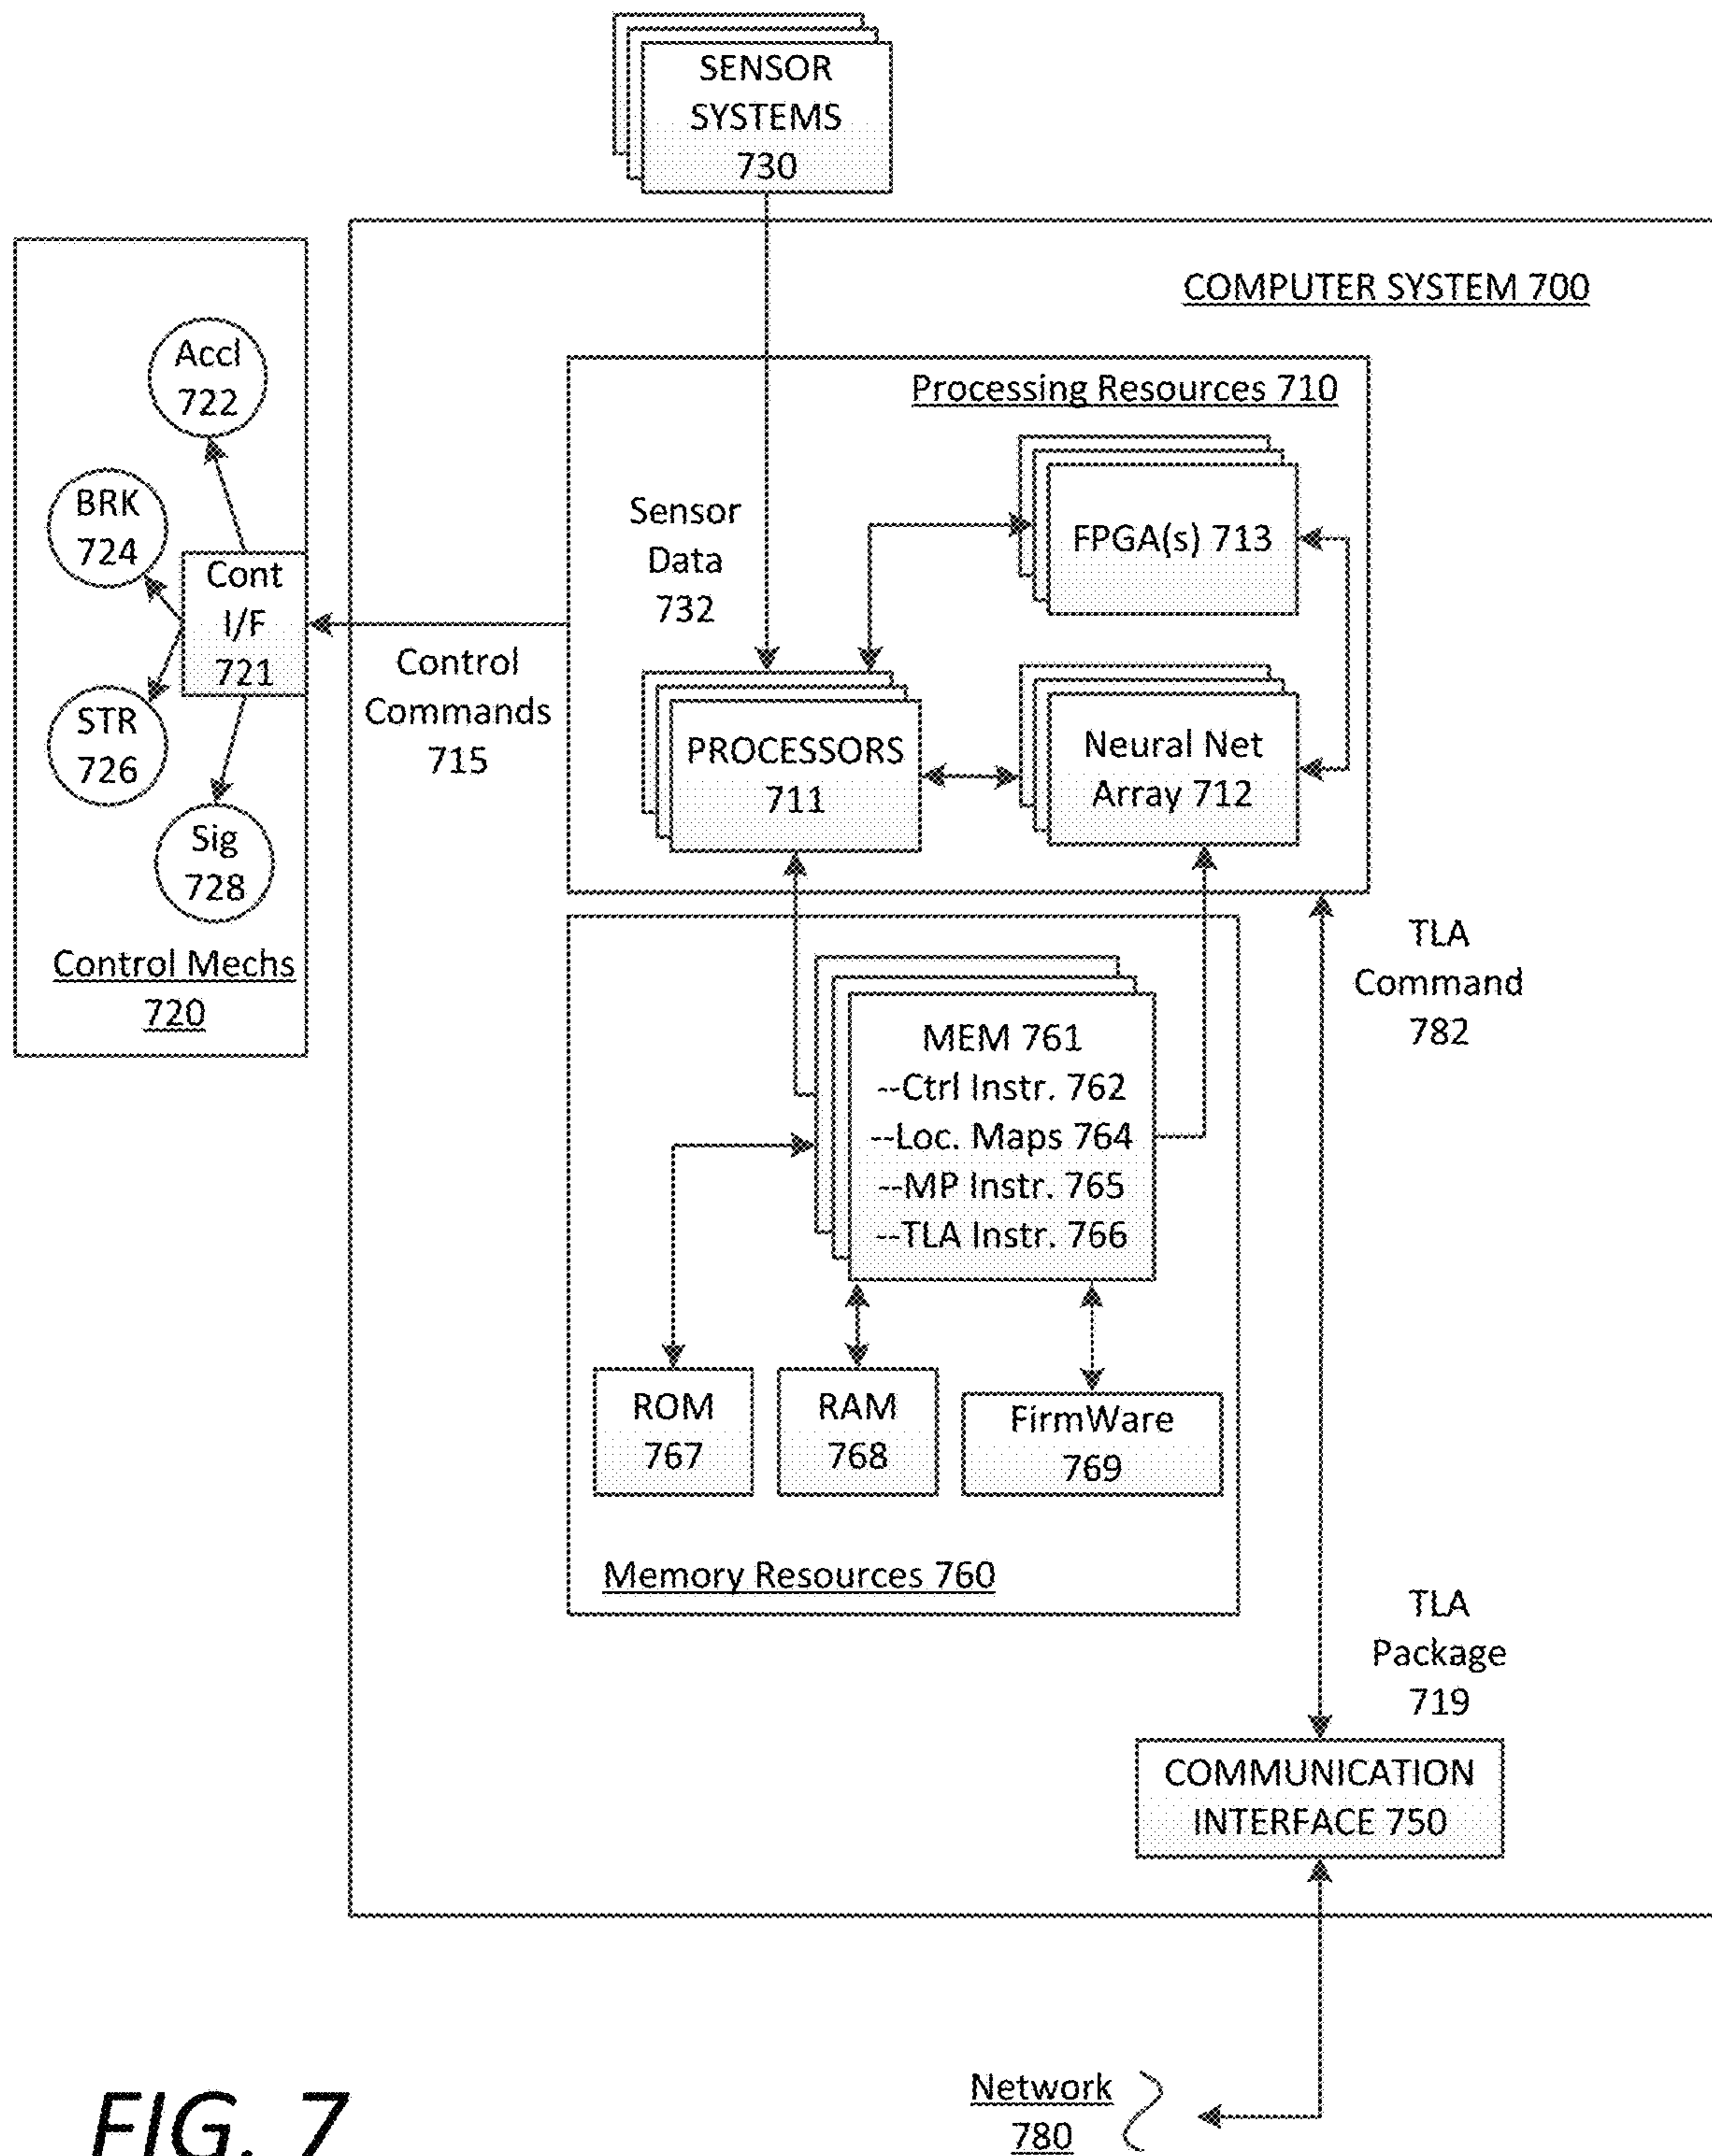 SENSOR
SYSTEMS
730
COMPUTER SYSTEM 700
Accl
722
BRK
724
Cont
I/F
721
STR
726
Sig
728
Control Mechs
720
Control
Commands
715
Processing Resources 710
Sensor
Data
732
FPGA(s) 713
PROCESSORS
711
Neural Net
Array 712
TLA
Command
782
MEM 761
--Ctrl Instr. 762
--Loc. Maps 764
--MP Instr. 765
--TLA Instr. 766
ROM
767
RAM
768
FirmWare
769
Memory Resources 760
TLA
Package
719
COMMUNICATION
INTERFACE 750
Network
780
FIG. 7